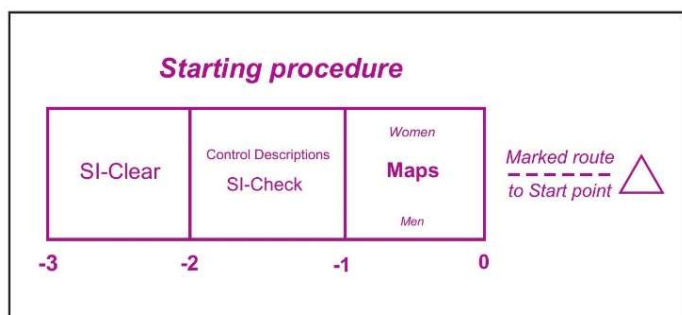 Starting procedure
SI-Clear
Control Descriptions
SI-Check
Women
Maps
Men
Marked route
to Start point
-3
-2
-1
0